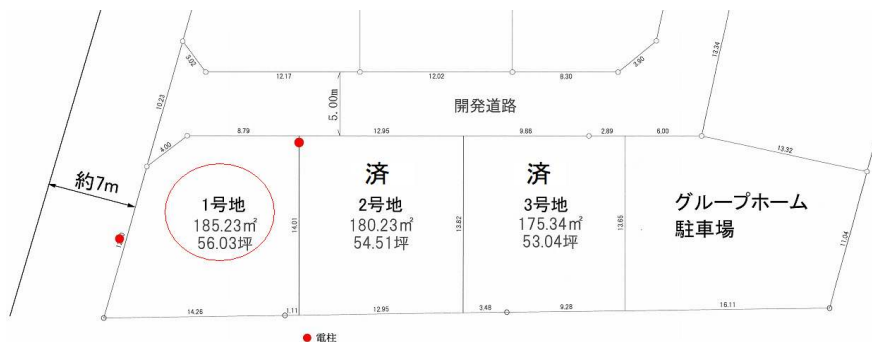 13.34
3.02
3.90
12.17
12.02
8.30
10.23
5.00m
開発道路
8.79
12.95
9.86
2.89
6.00
4.00
13.32
約7m
済
済
1号地
185.23㎡
56.03坪
14.01
2号地
180.23㎡
54.51坪
13.82
3号地
175.34㎡
53.04坪
13.65
グループホーム
駐車場
11.04
14.26
1.11
12.95
3.48
9.28
16.11
電柱